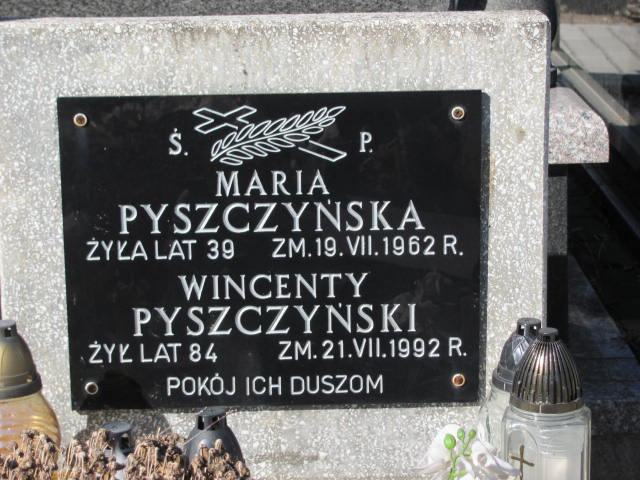 Ś. P.
MARIA
PYSZCZYŃSKA
ŻYŁA LAT 39 ZM. 19. VII. 1962 R.
WINCENTY
PYSZCZYŃSKI
ŻYŁ LAT 84 ZM. 21. VII. 1992 R.
POKÓJ ICH DUSZOM